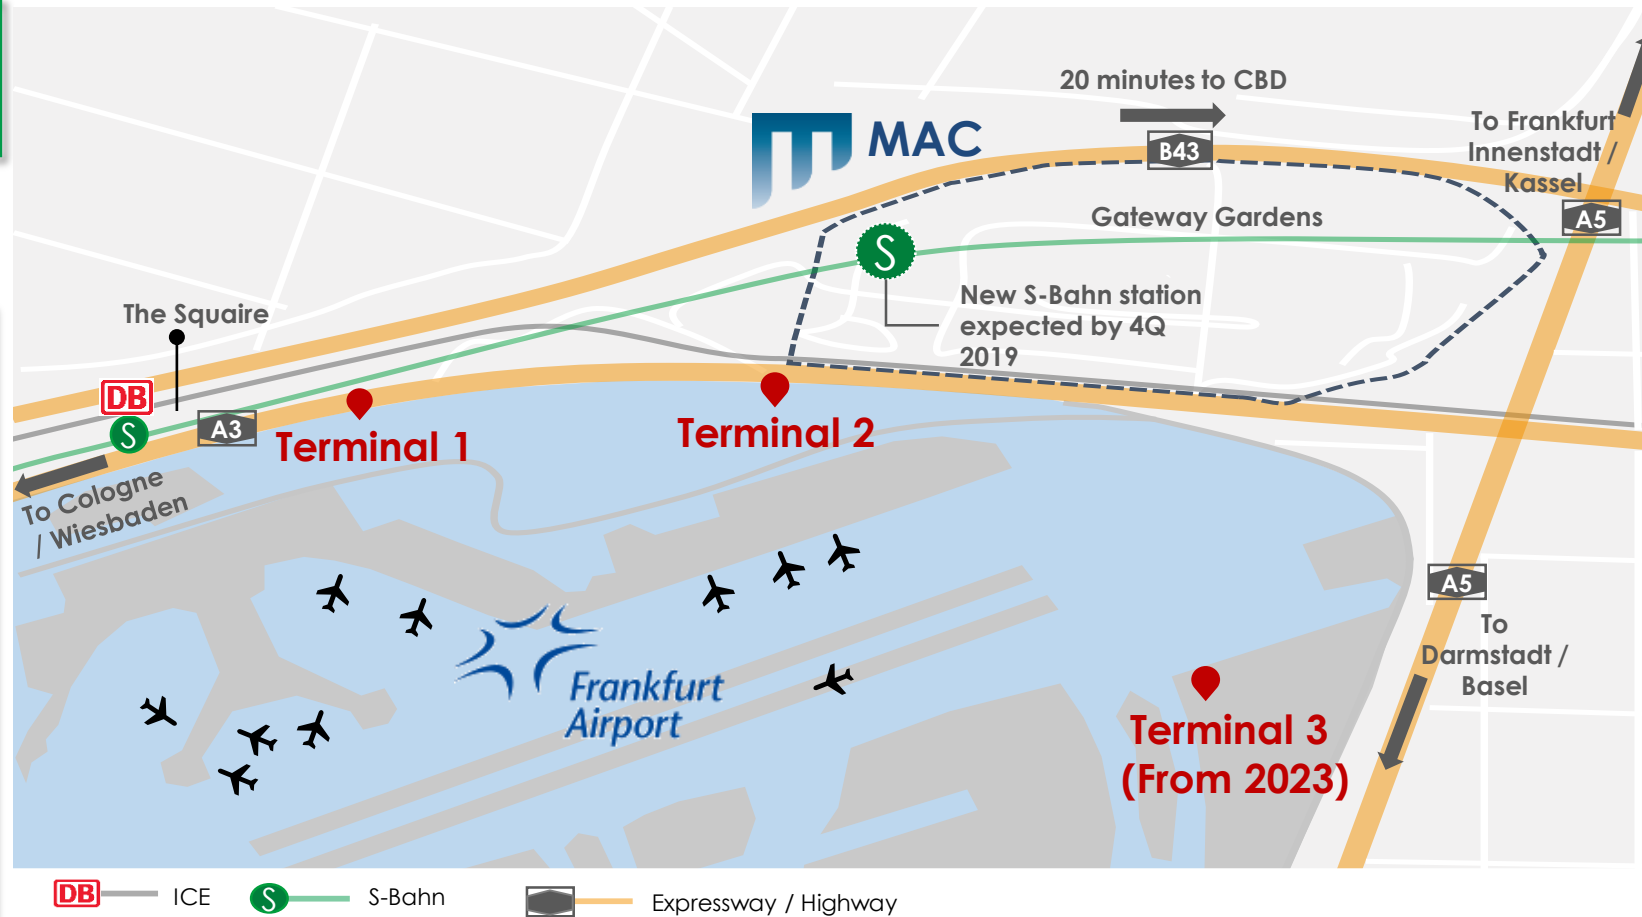 20 minutes to CBD
MAC
B43
To Frankfurt
Innenstadt /
Kassel
A5
Gateway Gardens
S
New S-Bahn station
expected by 4Q
2019
The Squaire
DB
S
A3
Terminal 1
Terminal 2
To Cologne
/ Wiesbaden
A5
To
Darmstadt /
Basel
Frankfurt
Airport
Terminal 3
(From 2023)
DB ICE
S S-Bahn
Expressway / Highway